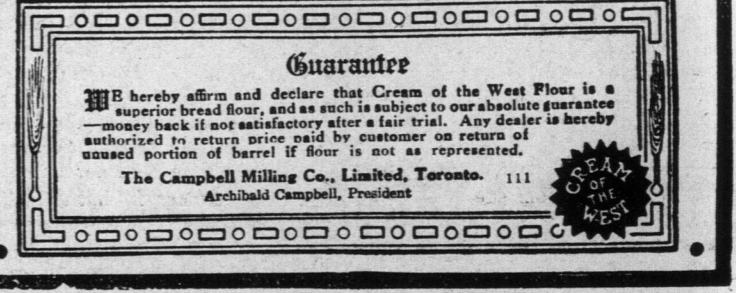 Guarantee
WE hereby affirm and declare that Cream of the West Flour is a
superior bread flour, and as such is subject to our absolute guarantee
—money back if not satisfactory after a fair trial. Any dealer is hereby
authorized to return price paid by customer on return of
unused portion of barrel if flour is not as represented.
The Campbell Milling Co., Limited, Toronto. 111
Archibald Campbell, President
CREAM
OF
THE
WEST